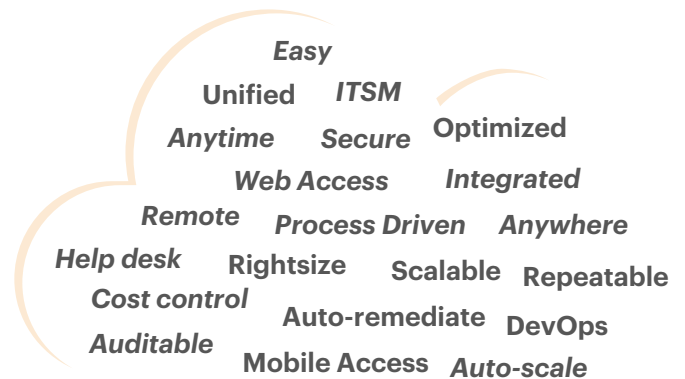 Easy
Unified ITSM
Anytime Secure Optimized
Web Access Integrated
Remote Process Driven Anywhere
Help desk Rightsize Scalable Repeatable
Cost control Auto-remediate DevOps
Auditable Mobile Access Auto-scale